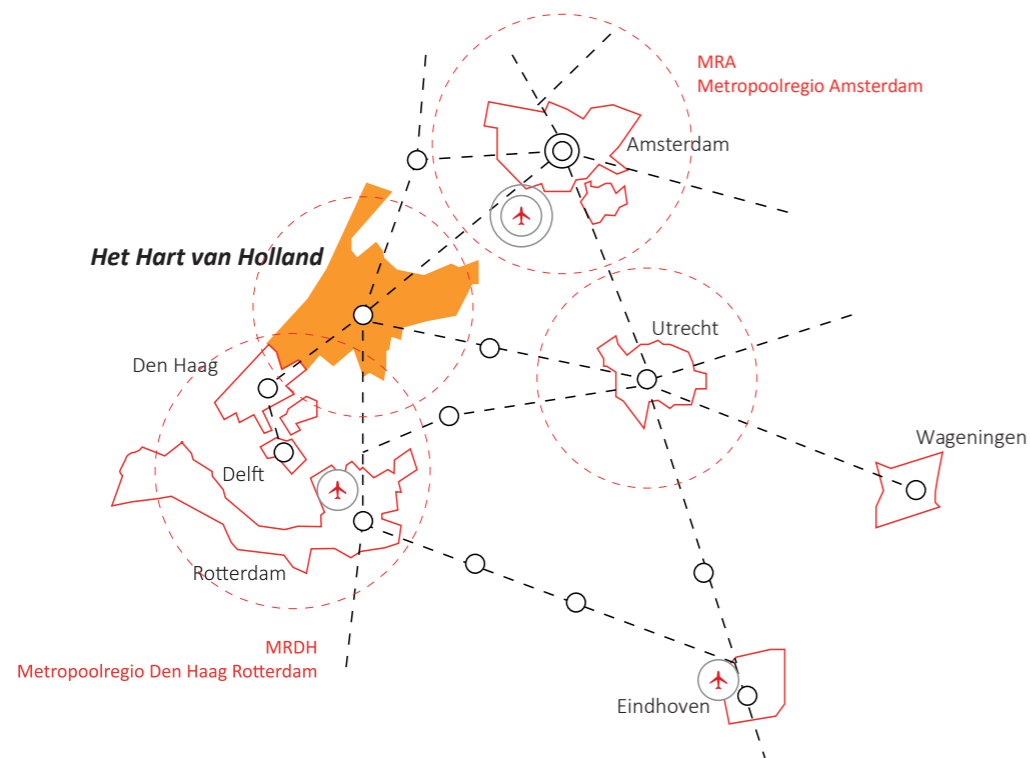 MRA
Metropoolregio Amsterdam
Amsterdam
Het Hart van Holland
Utrecht
Den Haag
Wageningen
Delft
Rotterdam
MRDH
Metropoolregio Den Haag Rotterdam
Eindhoven